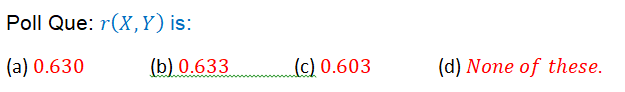 Poll Que: r(X,Y) is:
(a) 0.630 (b) 0.633 (c) 0.603 (d) None of these.